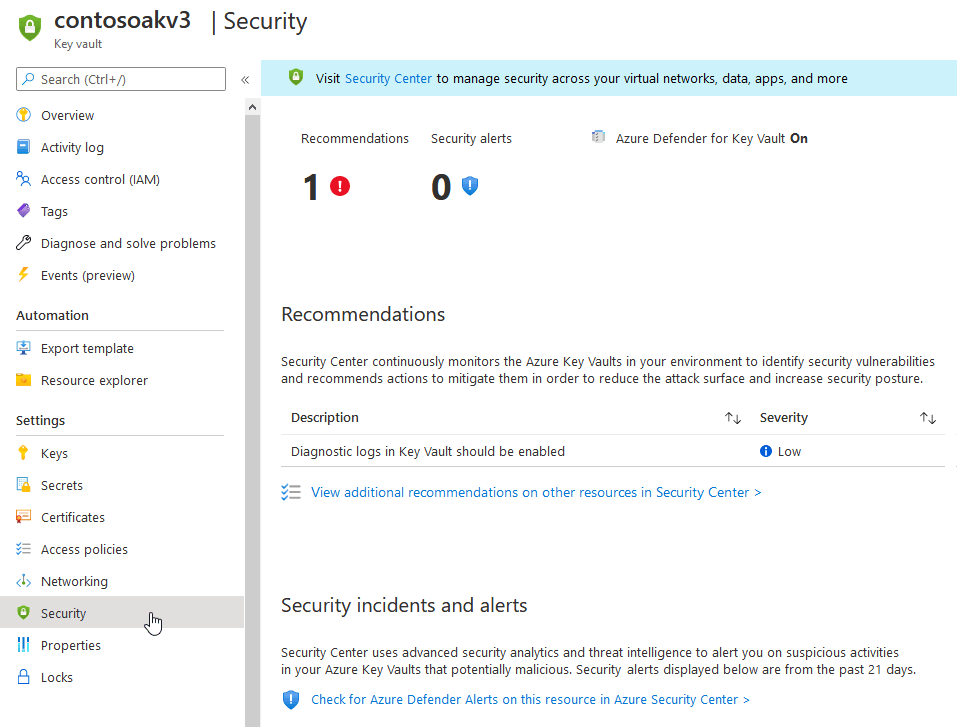 contosoakv3 | Security
Key vault
Search (Ctrl+/)
«
Overview
Activity log
Access control (IAM)
Tags
Diagnose and solve problems
Events (preview)
Automation
Export template
Resource explorer
Settings
Keys
Secrets
Certificates
Access policies
Networking
Security
Properties
Locks
Visit Security Center to manage security across your virtual networks, data, apps, and more
Recommendations Security alerts Azure Defender for Key Vault On
1 0
Recommendations
Security Center continuously monitors the Azure Key Vaults in your environment to identify security vulnerabilities
and recommends actions to mitigate them in order to reduce the attack surface and increase security posture.
Description ↑↓ Severity ↑↓
Diagnostic logs in Key Vault should be enabled Low
View additional recommendations on other resources in Security Center >
Security incidents and alerts
Security Center uses advanced security analytics and threat intelligence to alert you on suspicious activities
in your Azure Key Vaults that potentially malicious. Security alerts displayed below are from the past 21 days.
Check for Azure Defender Alerts on this resource in Azure Security Center >